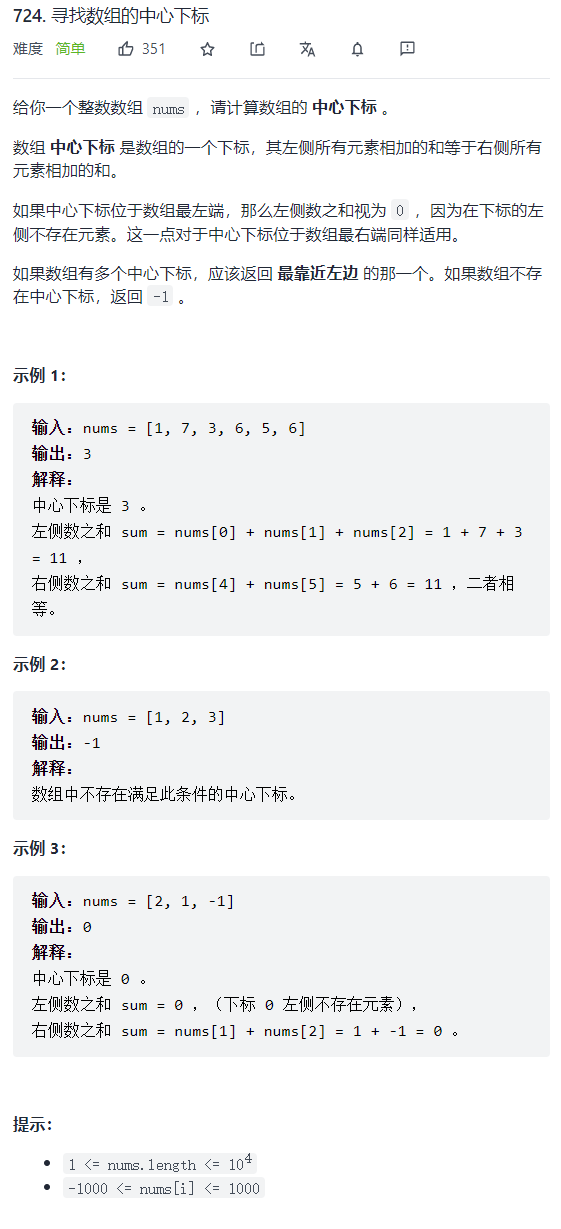 724. 寻找数组的中心下标
难度 简单 351
给你一个整数数组 nums ，请计算数组的 中心下标 。
数组 中心下标 是数组的一个下标，其左侧所有元素相加的和等于右侧所有
元素相加的和。
如果中心下标位于数组最左端，那么左侧数之和视为 0 ，因为在下标的左
侧不存在元素。这一点对于中心下标位于数组最右端同样适用。
如果数组有多个中心下标，应该返回 最靠近左边 的那一个。如果数组不存
在中心下标，返回 -1 。
示例 1：
输入：nums = [1, 7, 3, 6, 5, 6]
输出：3
解释：
中心下标是 3 。
左侧数之和 sum = nums[0] + nums[1] + nums[2] = 1 + 7 + 3
= 11 ，
右侧数之和 sum = nums[4] + nums[5] = 5 + 6 = 11 ，二者相
等。
示例 2：
输入：nums = [1, 2, 3]
输出：-1
解释：
数组中不存在满足此条件的中心下标。
示例 3：
输入：nums = [2, 1, -1]
输出：0
解释：
中心下标是 0 。
左侧数之和 sum = 0 ，（下标 0 左侧不存在元素），
右侧数之和 sum = nums[1] + nums[2] = 1 + -1 = 0 。
提示：
1 <= nums.length <= 10⁴
-1000 <= nums[i] <= 1000